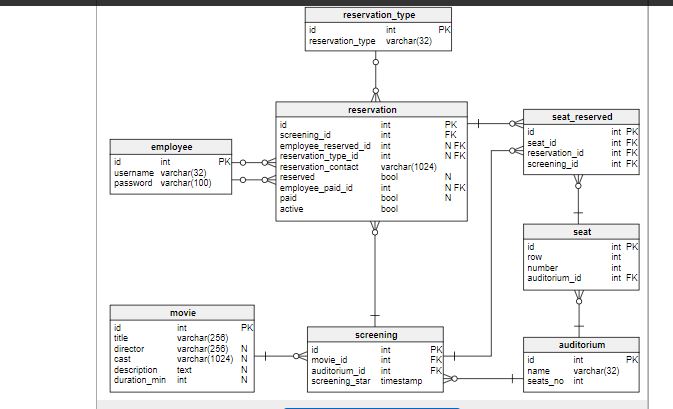 reservation_type
id int PK
reservation_type varchar(32)
reservation
id int PK
screening_id int FK
employee_reserved_id int N FK
reservation_type_id int N FK
reservation_contact varchar(1024)
reserved bool N
employee_paid_id int N FK
paid bool N
active bool
seat_reserved
id int PK
seat_id int FK
reservation_id int FK
screening_id int FK
employee
id int PK
username varchar(32)
password varchar(100)
seat
id int PK
row int
number int
auditorium_id int FK
movie
id int PK
title varchar(256)
director varchar(256) N
cast varchar(1024) N
description text N
duration_min int N
screening
id int PK
movie_id int FK
auditorium_id int FK
screening_star timestamp
auditorium
id int PK
name varchar(32)
seats_no int